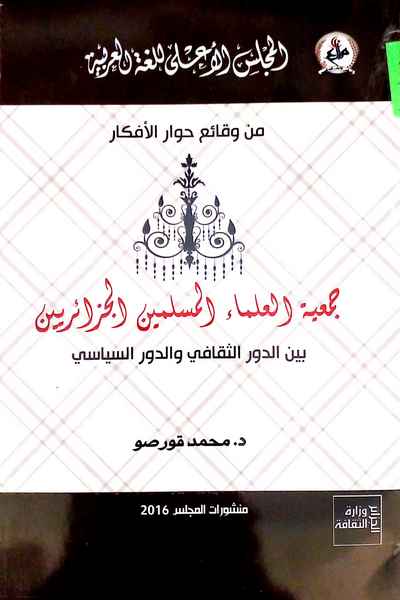 المجلس الأعلى للغة العربية
من وقائع حوار الأفكار
جمعية العلماء المسلمين الجزائريين
بين الدور الثقافي والدور السياسي
د. محمد قورصو
منشورات المجلس 2016
وزارة
الثقافة
الجزائر